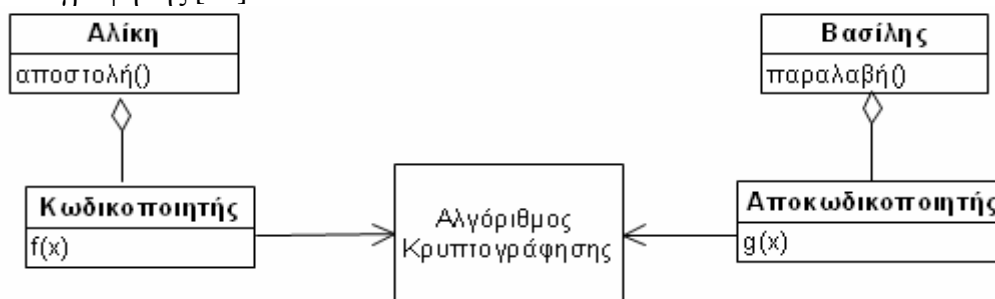 Αλίκη
αποστολή()
Βασίλης
παραλαβή()
Κωδικοποιητής
f(x)
Αλγόριθμος
Κρυπτογράφησης
Αποκωδικοποιητής
g(x)